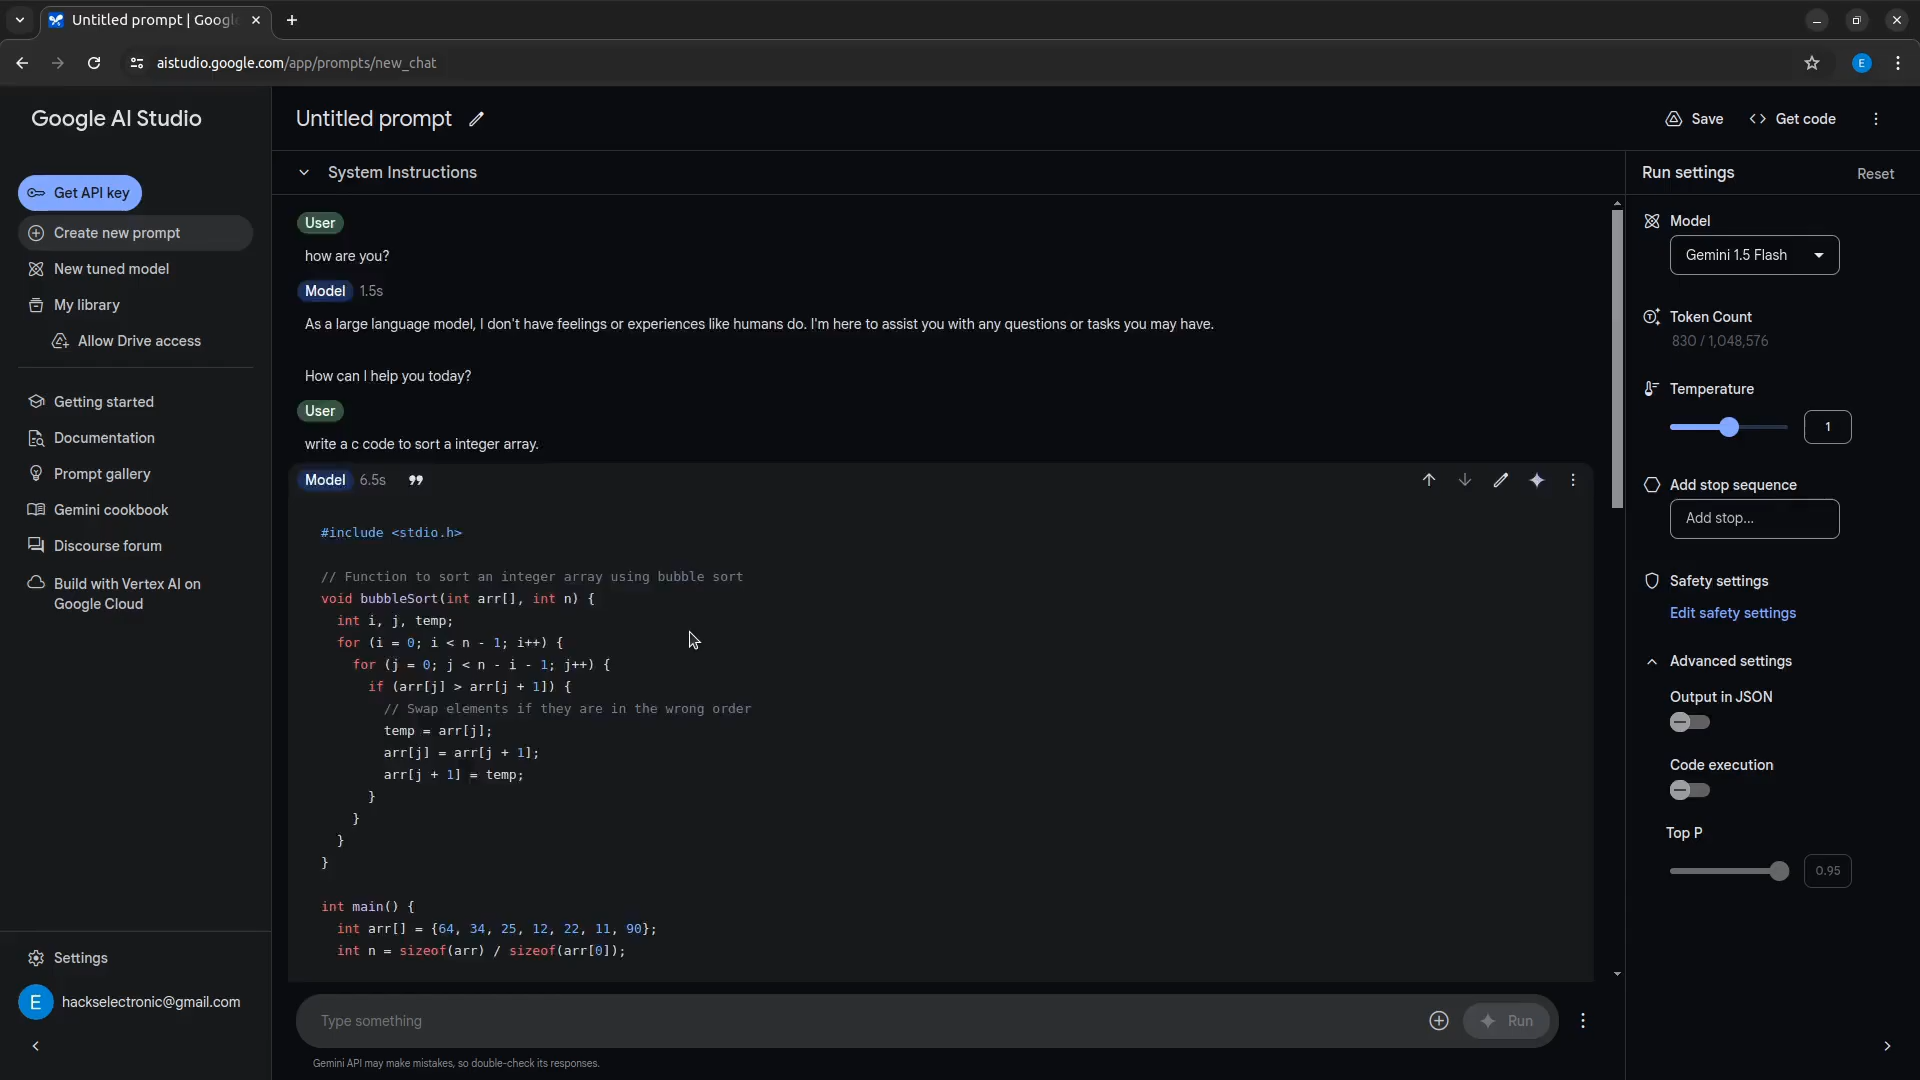 Untitled prompt | Googl
aistudio.google.com/app/prompts/new_chat
E
Google AI Studio
Get API key
Create new prompt
New tuned model
My library
Allow Drive access
Getting started
Documentation
Prompt gallery
Gemini cookbook
Discourse forum
Build with Vertex AI on
Google Cloud
Settings
E hackselectronic@gmail.com
Untitled prompt
Save
Get code
System Instructions
User
how are you?
Model 1.5s
As a large language model, I don't have feelings or experiences like humans do. I'm here to assist you with any questions or tasks you may have.
How can I help you today?
User
write a c code to sort a integer array.
Model 6.5s
#include <stdio.h>
// Function to sort an integer array using bubble sort
void bubbleSort(int arr[], int n) {
int i, j, temp;
for (i = 0; i < n - 1; i++) {
for (j = 0; j < n - i - 1; j++) {
if (arr[j] > arr[j + 1]) {
// Swap elements if they are in the wrong order
temp = arr[j];
arr[j] = arr[j + 1];
arr[j + 1] = temp;
}
}
}
}
int main() {
int arr[] = {64, 34, 25, 12, 22, 11, 90};
int n = sizeof(arr) / sizeof(arr[0]);
Type something
Run
Gemini API may make mistakes, so double-check its responses.
Run settings
Reset
Model
Gemini 1.5 Flash
Token Count
830 / 1,048,576
Temperature
1
Add stop sequence
Add stop...
Safety settings
Edit safety settings
Advanced settings
Output in JSON
Code execution
Top P
0.95